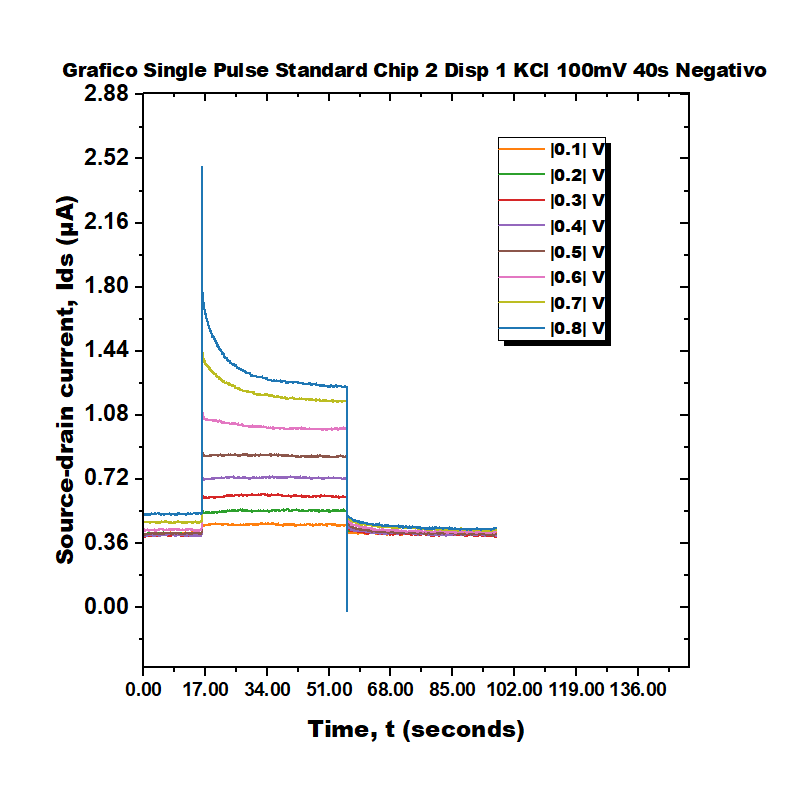 Grafico Single Pulse Standard Chip 2 Disp 1 KCl 100mV 40s Negativo
2.88
2.52
2.16
1.80
1.44
1.08
0.72
0.36
0.00
Source-drain current, Ids (µA)
|0.1| V
|0.2| V
|0.3| V
|0.4| V
|0.5| V
|0.6| V
|0.7| V
|0.8| V
0.00 17.00 34.00 51.00 68.00 85.00 102.00 119.00 136.00
Time, t (seconds)